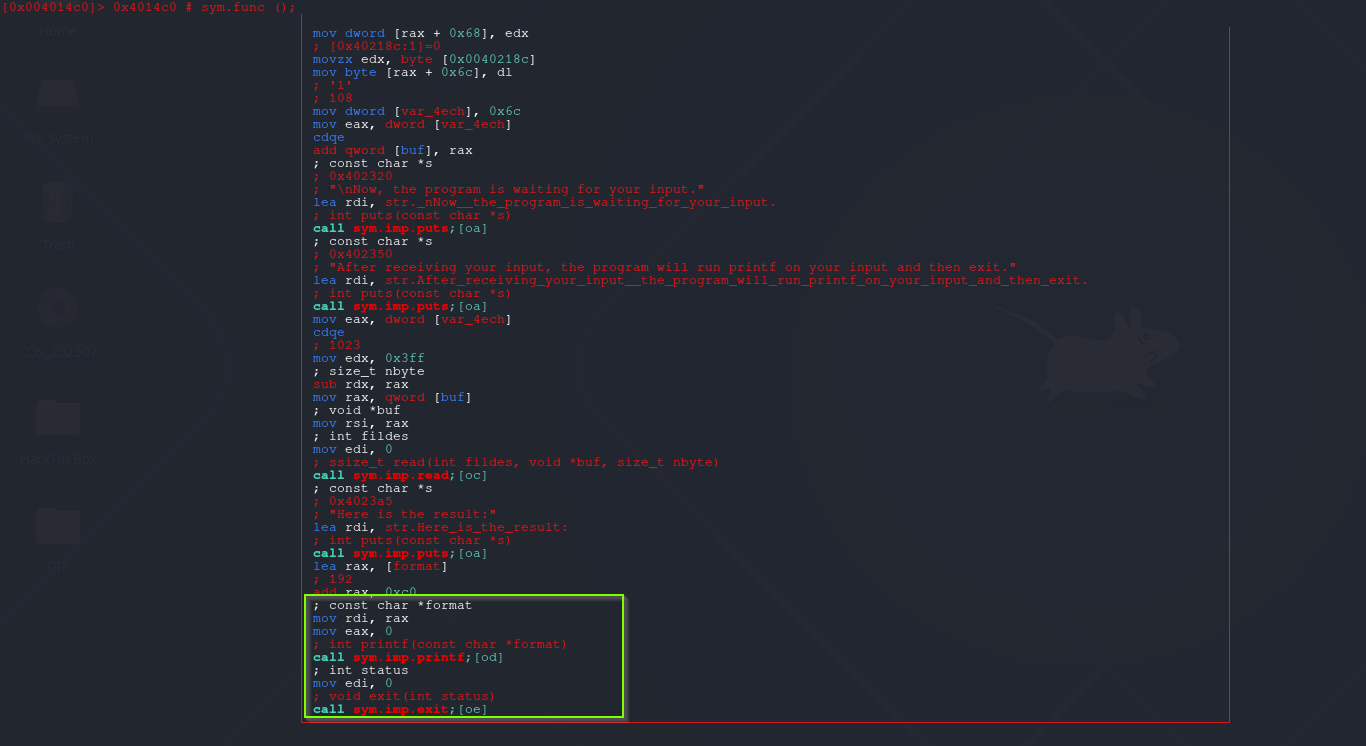 [0x004014c0]> 0x4014c0 # sym.func ();
mov dword [rax + 0x68], edx
; [0x40218c:1]=0
movzx edx, byte [0x0040218c]
mov byte [rax + 0x6c], dl
; 'l'
; 108
mov dword [var_4ech], 0x6c
mov eax, dword [var_4ech]
cdqe
add qword [buf], rax
; const char *s
; 0x402320
; "\nNow, the program is waiting for your input."
lea rdi, str._nNow__the_program_is_waiting_for_your_input.
; int puts(const char *s)
call sym.imp.puts;[oa]
; const char *s
; 0x402350
; "After receiving your input, the program will run printf on your input and then exit."
lea rdi, str.After_receiving_your_input__the_program_will_run_printf_on_your_input_and_then_exit.
; int puts(const char *s)
call sym.imp.puts;[oa]
mov eax, dword [var_4ech]
cdqe
; 1023
mov edx, 0x3ff
; size_t nbyte
sub rdx, rax
mov rax, qword [buf]
; void *buf
mov rsi, rax
; int fildes
mov edi, 0
; ssize_t read(int fildes, void *buf, size_t nbyte)
call sym.imp.read;[oc]
; const char *s
; 0x4023a5
; "Here is the result:"
lea rdi, str.Here_is_the_result:
; int puts(const char *s)
call sym.imp.puts;[oa]
lea rax, [format]
; 192
add rax, 0xc0
; const char *format
mov rdi, rax
mov eax, 0
; int printf(const char *format)
call sym.imp.printf;[od]
; int status
mov edi, 0
; void exit(int status)
call sym.imp.exit;[oe]
Home
File System
Trash
HackTheBox
CTF